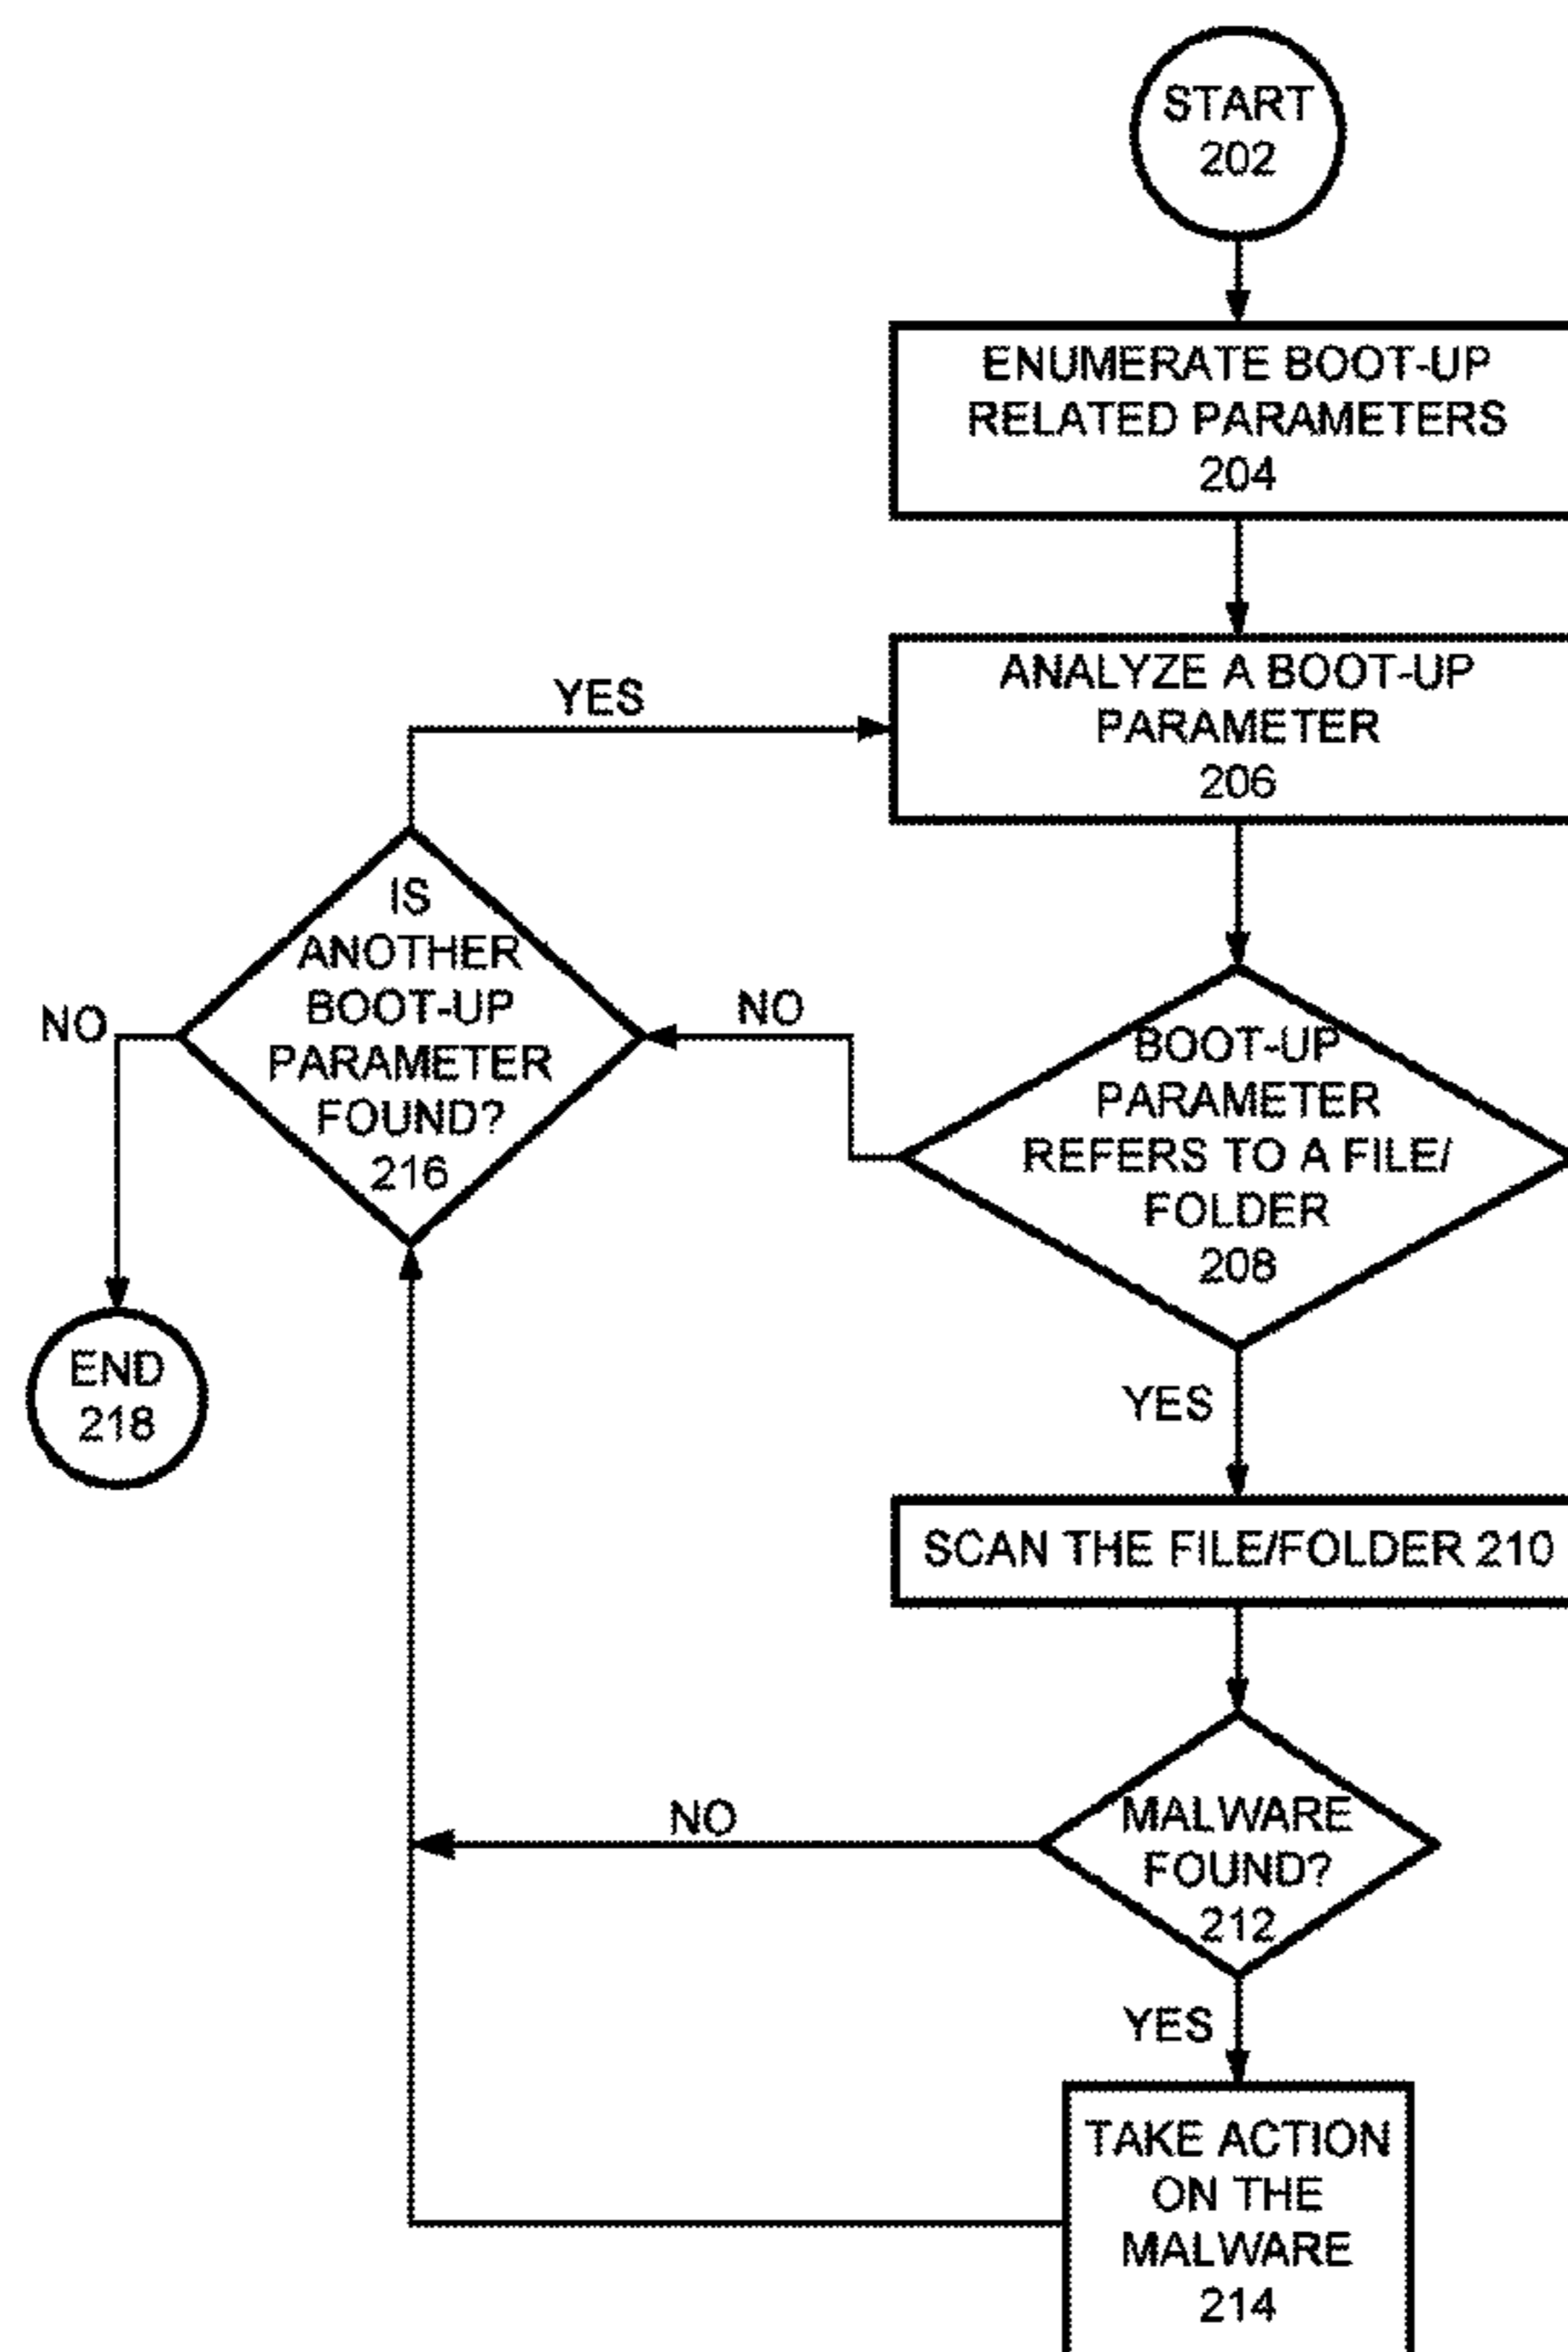 START
202
ENUMERATE BOOT-UP
RELATED PARAMETERS
204
ANALYZE A BOOT-UP
PARAMETER
206
YES
IS
ANOTHER
BOOT-UP
PARAMETER
FOUND?
216
NO
NO
BOOT-UP
PARAMETER
REFERS TO A FILE/
FOLDER
208
END
218
YES
SCAN THE FILE/FOLDER 210
MALWARE
FOUND?
212
NO
YES
TAKE ACTION
ON THE
MALWARE
214